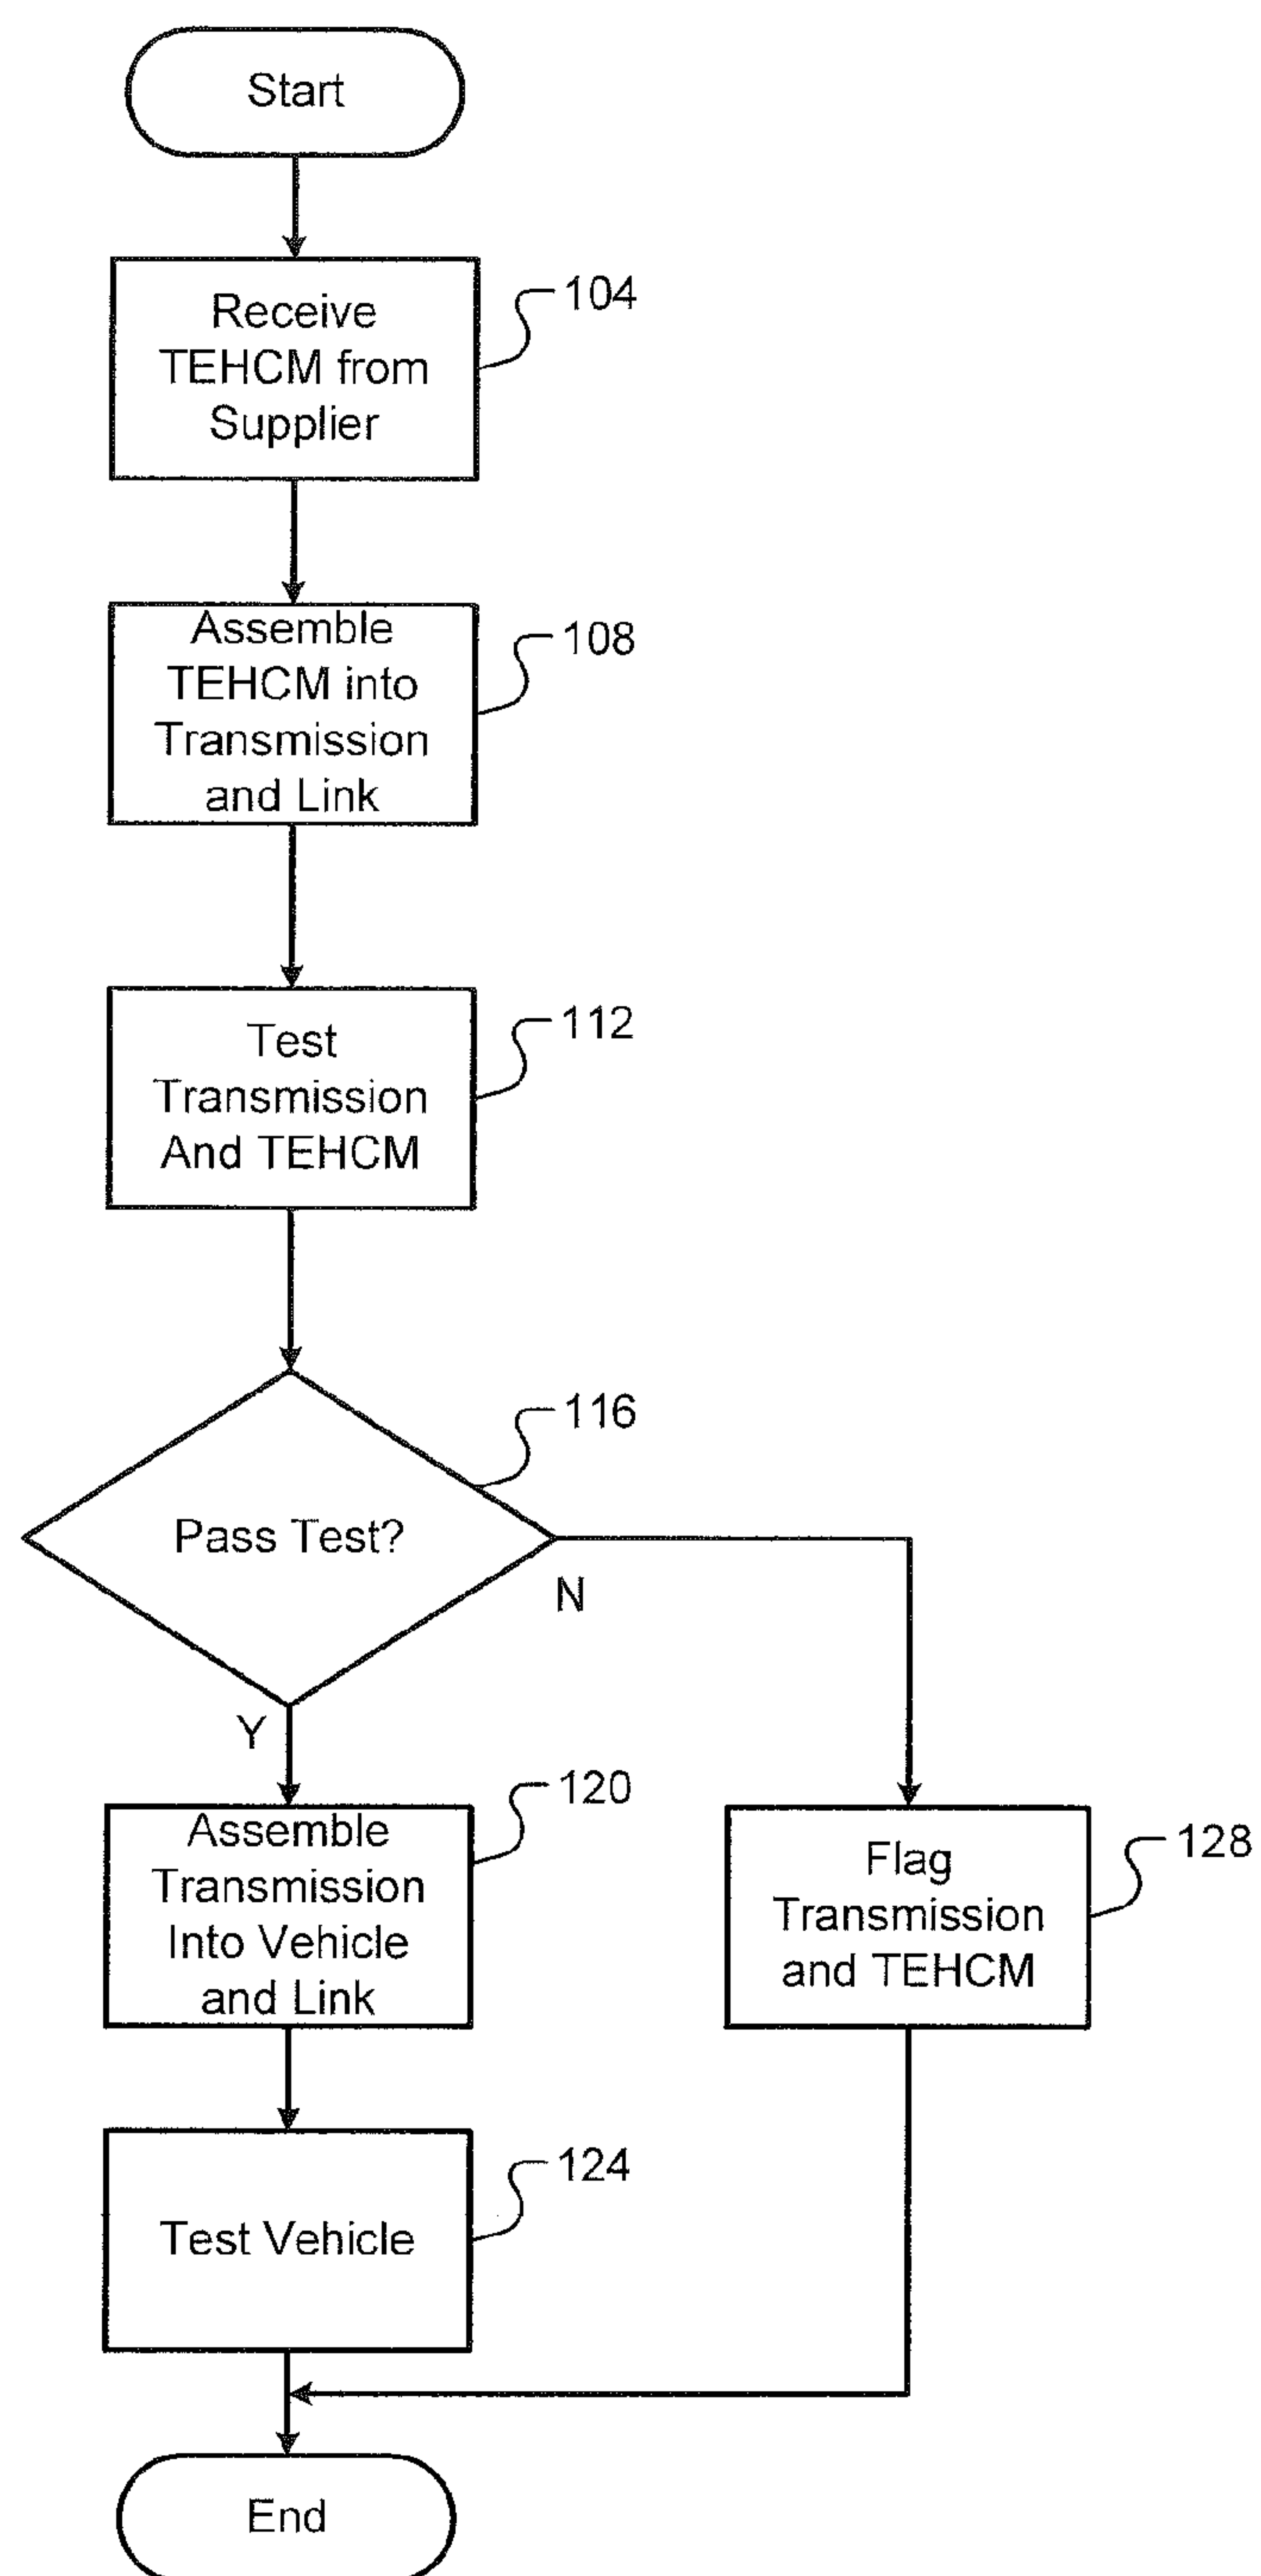 Start
Receive
TEHCM from
Supplier
104
Assemble
TEHCM into
Transmission
and Link
108
Test
Transmission
And TEHCM
112
116
Pass Test?
N
Y
Assemble
Transmission
Into Vehicle
and Link
120
Flag
Transmission
and TEHCM
128
Test Vehicle
124
End